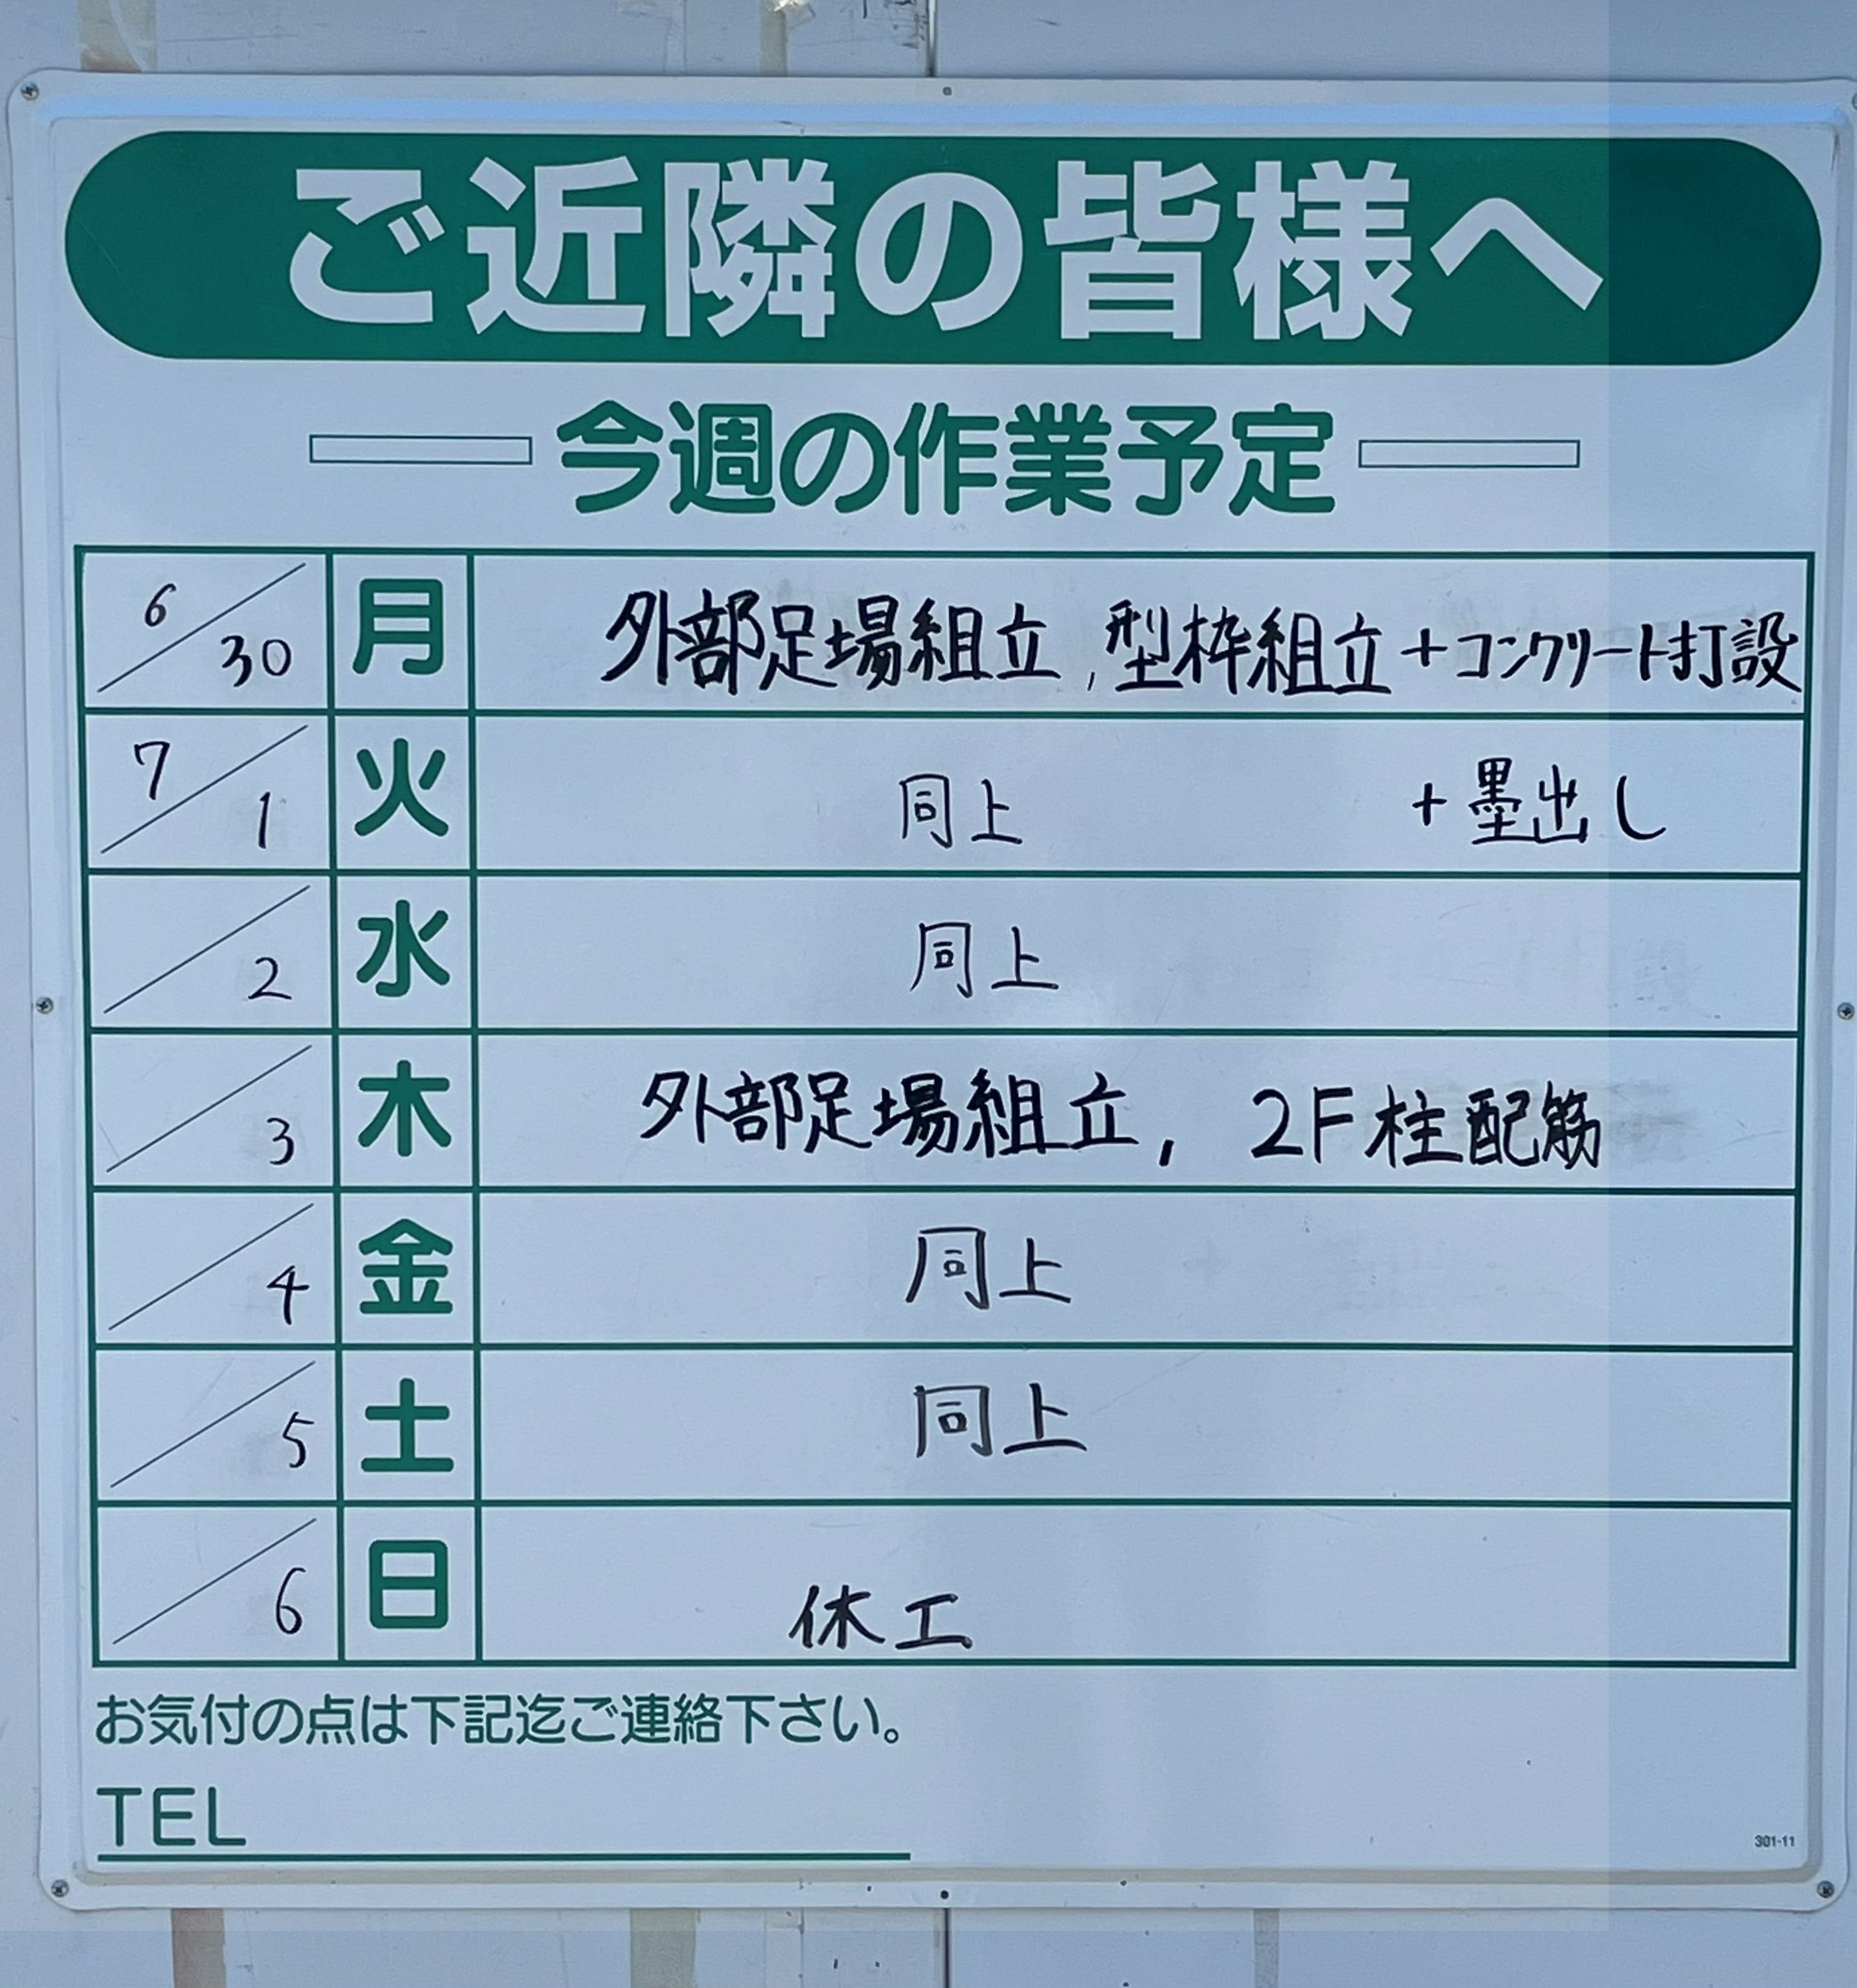 ご近隣の皆様へ
今週の作業予定
6/30 月 外部足場組立, 型枠組立+コンクリート打設
7/1 火 同上 +墨出し
/2 水 同上
/3 木 外部足場組立, 2F柱配筋
/4 金 同上
/5 土 同上
/6 日 休工
お気付の点は下記迄ご連絡下さい。
TEL
301-11